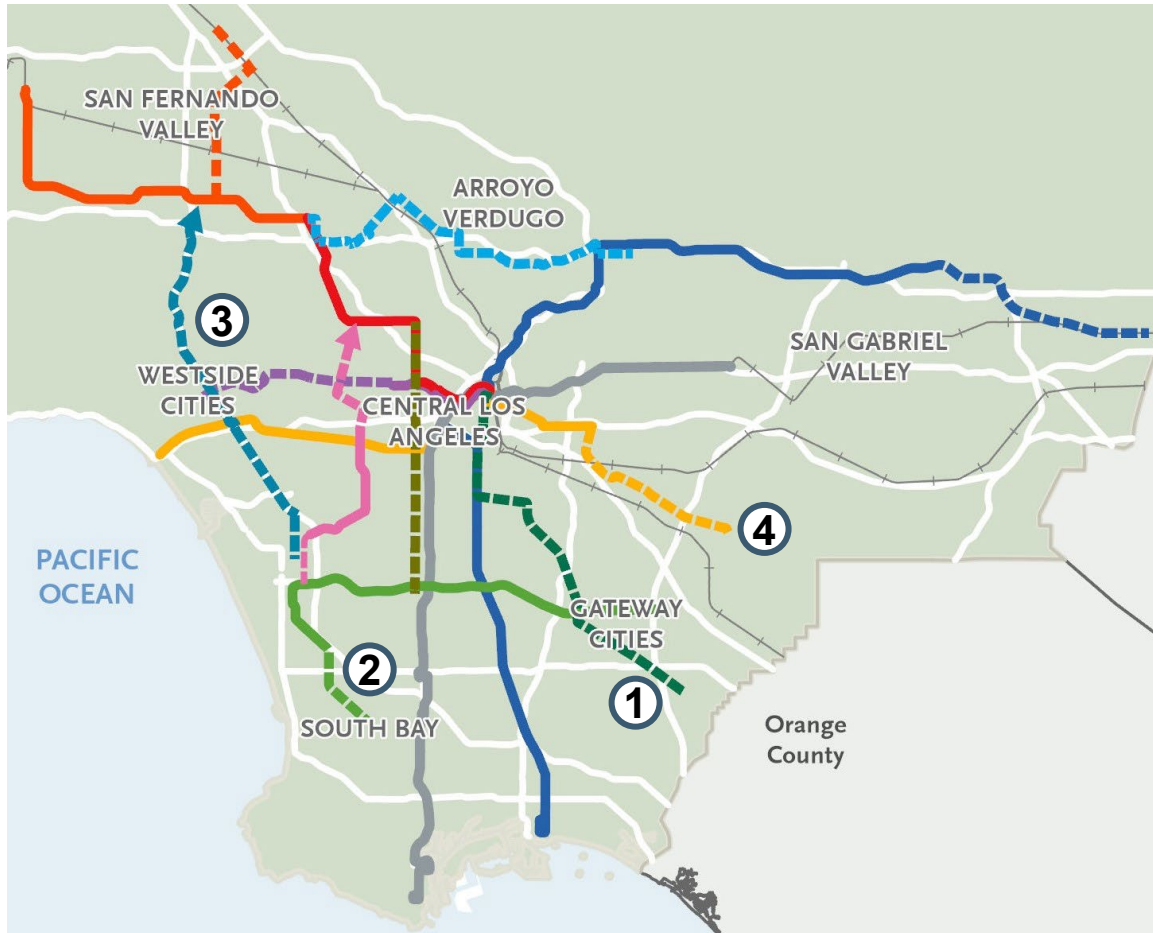 SAN FERNANDO
VALLEY
ARROYO
VERDUGO
3
SAN GABRIEL
VALLEY
WESTSIDE
CITIES
CENTRAL LOS
ANGELES
4
PACIFIC
OCEAN
GATEWAY
CITIES
2
1
SOUTH BAY
Orange
County